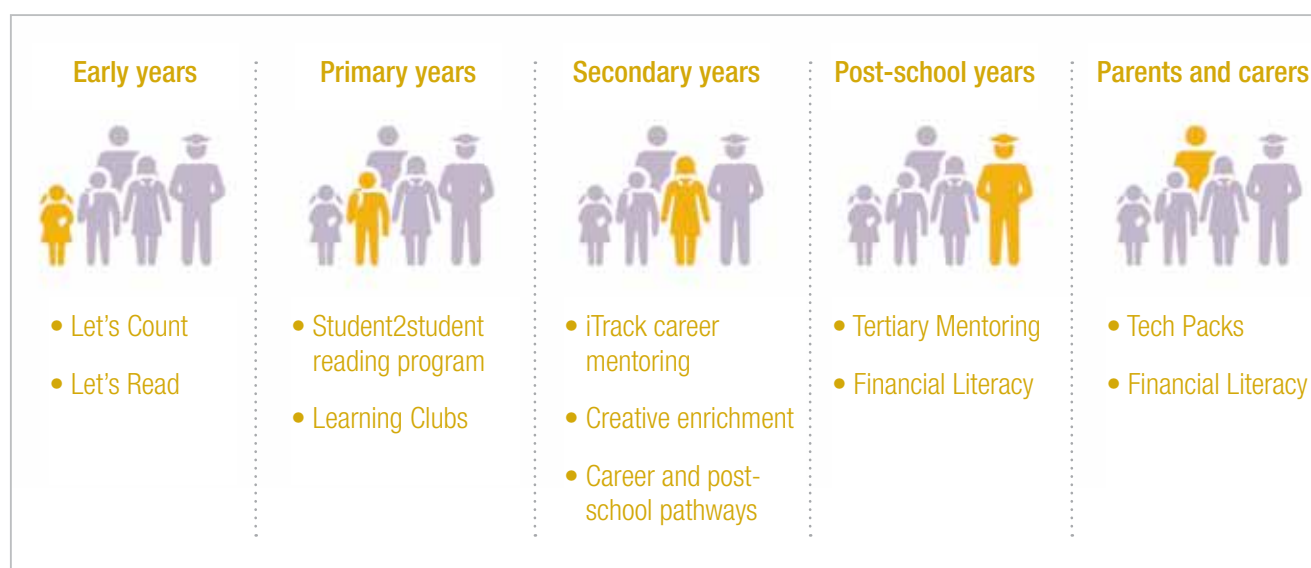 Early years
• Let's Count
• Let's Read
Primary years
• Student2student
reading program
• Learning Clubs
Secondary years
• iTrack career
mentoring
• Creative enrichment
• Career and post-
school pathways
Post-school years
• Tertiary Mentoring
• Financial Literacy
Parents and carers
• Tech Packs
• Financial Literacy